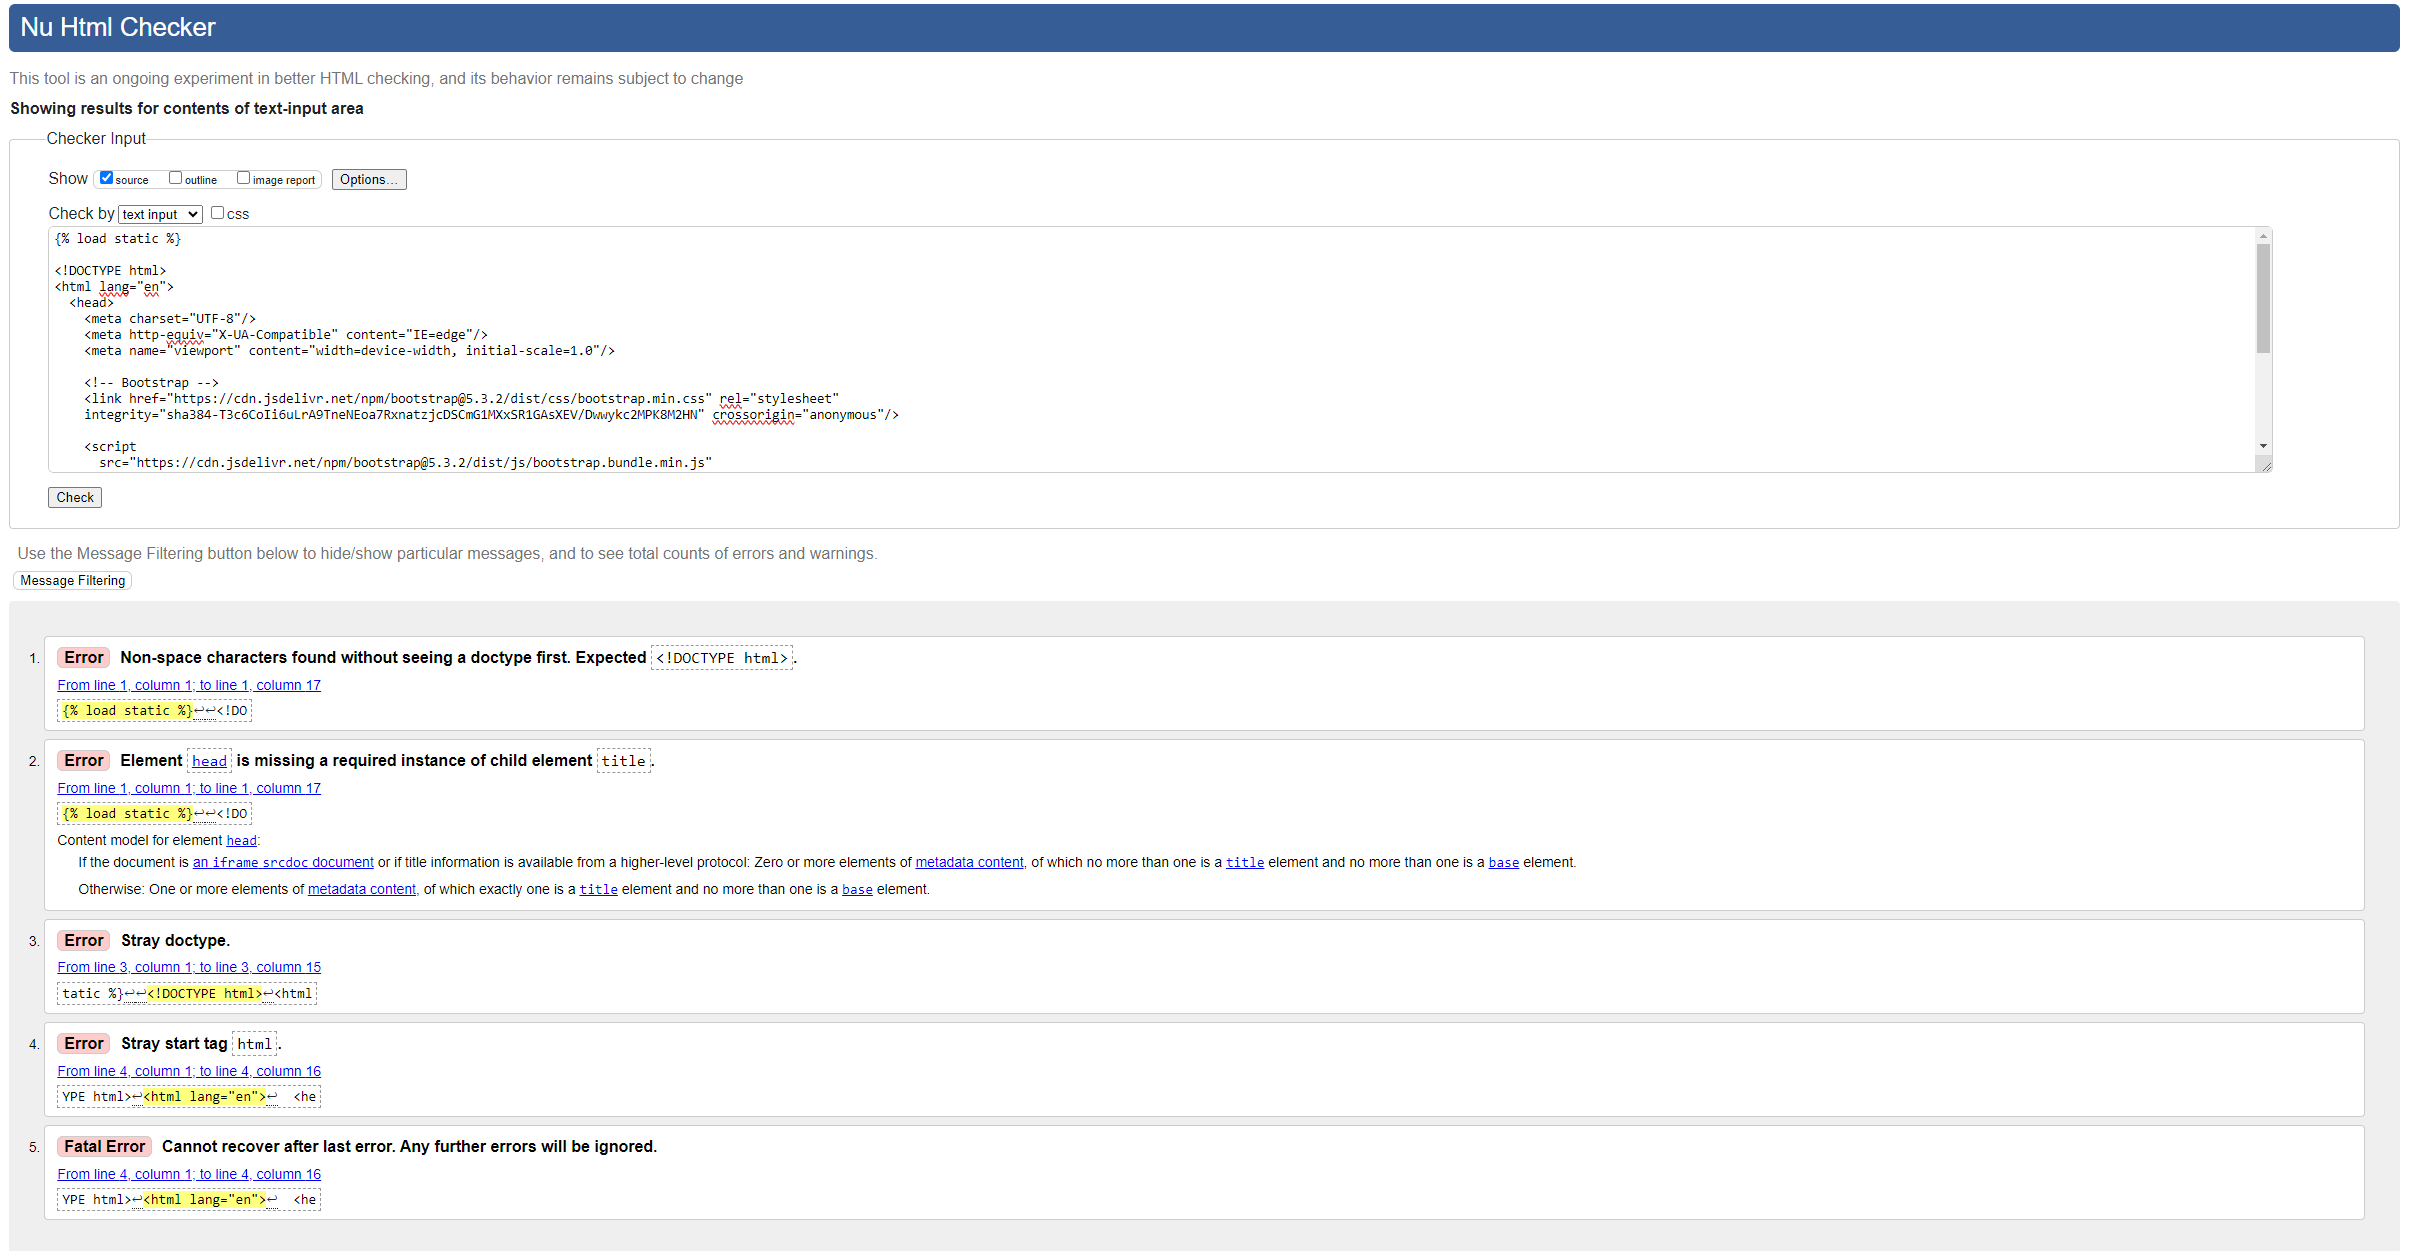 Nu Html Checker
This tool is an ongoing experiment in better HTML checking, and its behavior remains subject to change
Showing results for contents of text-input area
Checker Input
Show source outline image report Options...
Check by text input css
{% load static %}
<!DOCTYPE html>
<html lang="en">
<head>
<meta charset="UTF-8"/>
<meta http-equiv="X-UA-Compatible" content="IE=edge"/>
<meta name="viewport" content="width=device-width, initial-scale=1.0"/>
<!-- Bootstrap -->
<link href="https://cdn.jsdelivr.net/npm/bootstrap@5.3.2/dist/css/bootstrap.min.css" rel="stylesheet"
integrity="sha384-T3c6CoIi6uLrA9TneNEoa7RxnatzjcDSCmG1MXxSR1GAsXEV/Dwwykc2MPK8M2HN" crossorigin="anonymous"/>
<script
src="https://cdn.jsdelivr.net/npm/bootstrap@5.3.2/dist/js/bootstrap.bundle.min.js"
Check
Use the Message Filtering button below to hide/show particular messages, and to see total counts of errors and warnings.
Message Filtering
1. Error Non-space characters found without seeing a doctype first. Expected <!DOCTYPE html>.
From line 1, column 1; to line 1, column 17
{% load static %}↩↩<!DO
2. Error Element head is missing a required instance of child element title.
From line 1, column 1; to line 1, column 17
{% load static %}↩↩<!DO
Content model for element head:
If the document is an iframe srcdoc document or if title information is available from a higher-level protocol: Zero or more elements of metadata content, of which no more than one is a title element and no more than one is a base element.
Otherwise: One or more elements of metadata content, of which exactly one is a title element and no more than one is a base element.
3. Error Stray doctype.
From line 3, column 1; to line 3, column 15
tatic %}↩↩<!DOCTYPE html>↩<html
4. Error Stray start tag html.
From line 4, column 1; to line 4, column 16
YPE html>↩<html lang="en">↩ <he
5. Fatal Error Cannot recover after last error. Any further errors will be ignored.
From line 4, column 1; to line 4, column 16
YPE html>↩<html lang="en">↩ <he